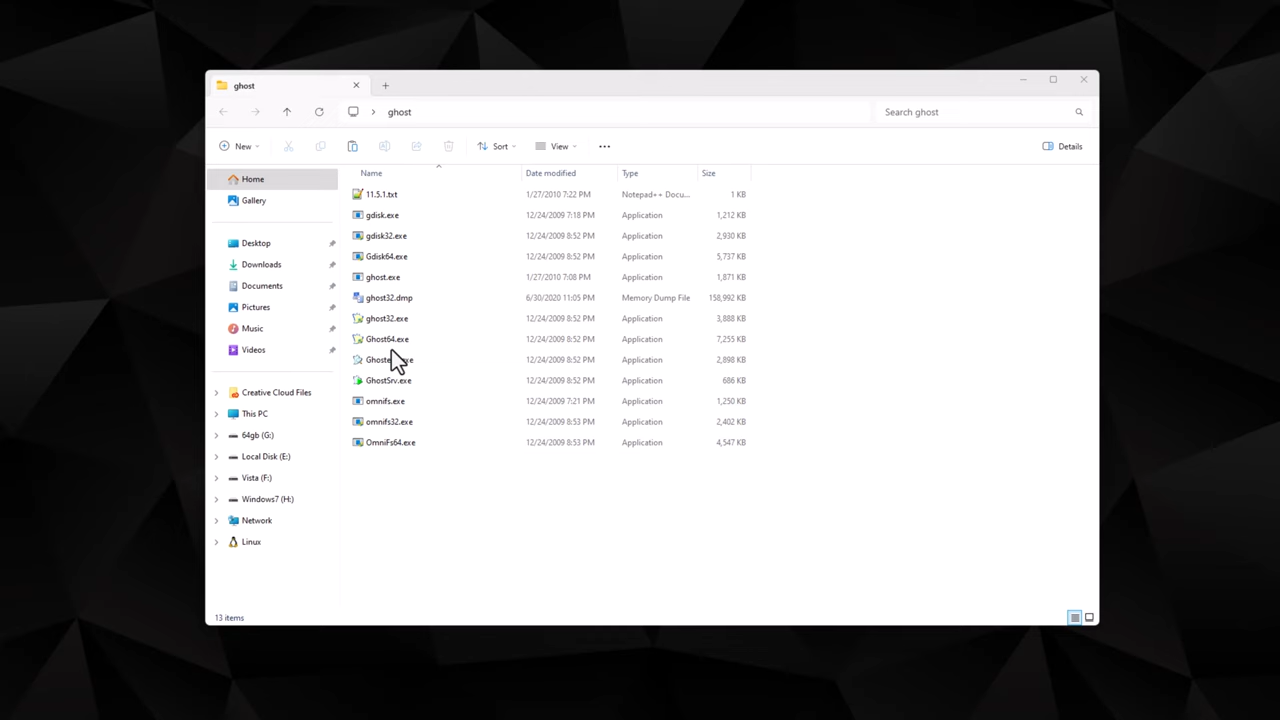 ghost
ghost
Search ghost
New
Sort
View
Details
Name Date modified Type Size
Home
Gallery
Desktop
Downloads
Documents
Pictures
Music
Videos
Creative Cloud Files
This PC
64gb (G:)
Local Disk (E:)
Vista (F:)
Windows7 (H:)
Network
Linux
11.5.1.txt 1/27/2010 7:22 PM Notepad++ Docu... 1 KB
gdisk.exe 12/24/2009 7:18 PM Application 1,212 KB
gdisk32.exe 12/24/2009 8:52 PM Application 2,930 KB
Gdisk64.exe 12/24/2009 8:52 PM Application 5,737 KB
ghost.exe 1/27/2010 7:08 PM Application 1,871 KB
ghost32.dmp 6/30/2020 11:05 PM Memory Dump File 158,992 KB
ghost32.exe 12/24/2009 8:52 PM Application 3,888 KB
Ghost64.exe 12/24/2009 8:52 PM Application 7,255 KB
12/24/2009 8:52 PM Application 2,898 KB
GhostSrv.exe 12/24/2009 8:52 PM Application 686 KB
omnifs.exe 12/24/2009 7:21 PM Application 1,250 KB
omnifs32.exe 12/24/2009 8:53 PM Application 2,402 KB
OmniFs64.exe 12/24/2009 8:53 PM Application 4,547 KB
13 items